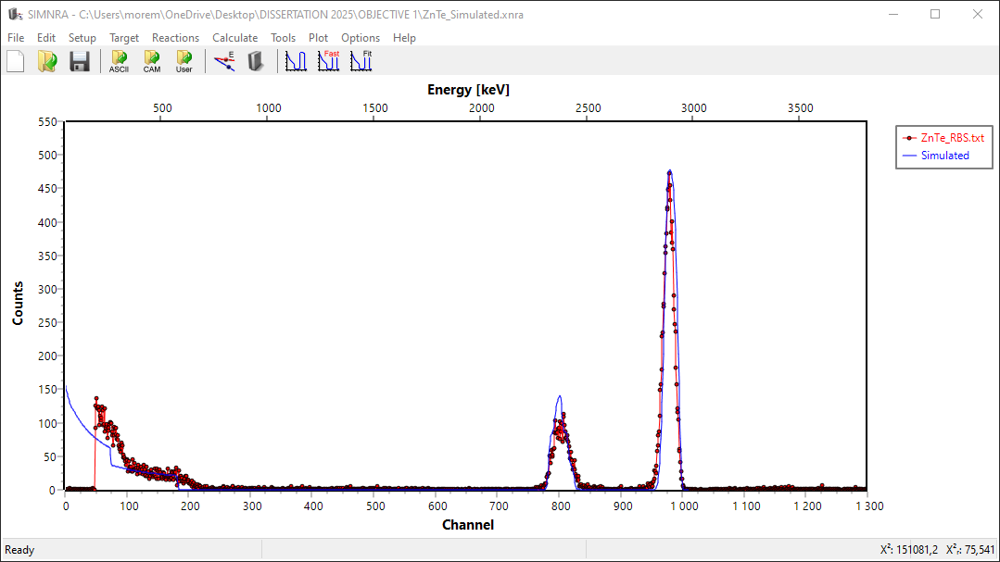 SIMNRA - C:\Users\morem\OneDrive\Desktop\DISSERTATION 2025\OBJECTIVE 1\ZnTe_Simulated.xnra
File Edit Setup Target Reactions Calculate Tools Plot Options Help
ASCII CAM User E Fast Fit
Energy [keV]
500 1000 1500 2000 2500 3000 3500
ZnTe_RBS.txt
Simulated
550
500
450
400
350
300
250
200
150
100
50
0
Counts
0 100 200 300 400 500 600 700 800 900 1 000 1 100 1 200 1 300
Channel
Ready X²: 151081,2 X²ᵣ: 75,541